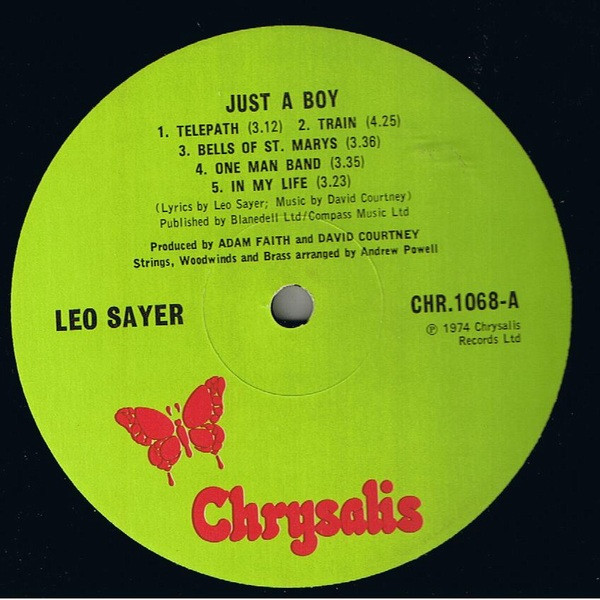 JUST A BOY
1. TELEPATH (3.12) 2. TRAIN (4.25)
3. BELLS OF ST. MARYS (3.36)
4. ONE MAN BAND (3.35)
5. IN MY LIFE (3.23)
(Lyrics by Leo Sayer; Music by David Courtney)
Published by Blanedell Ltd/Compass Music Ltd
Produced by ADAM FAITH and DAVID COURTNEY
Strings, Woodwinds and Brass arranged by Andrew Powell
LEO SAYER
CHR.1068-A
℗ 1974 Chrysalis
Records Ltd
Chrysalis